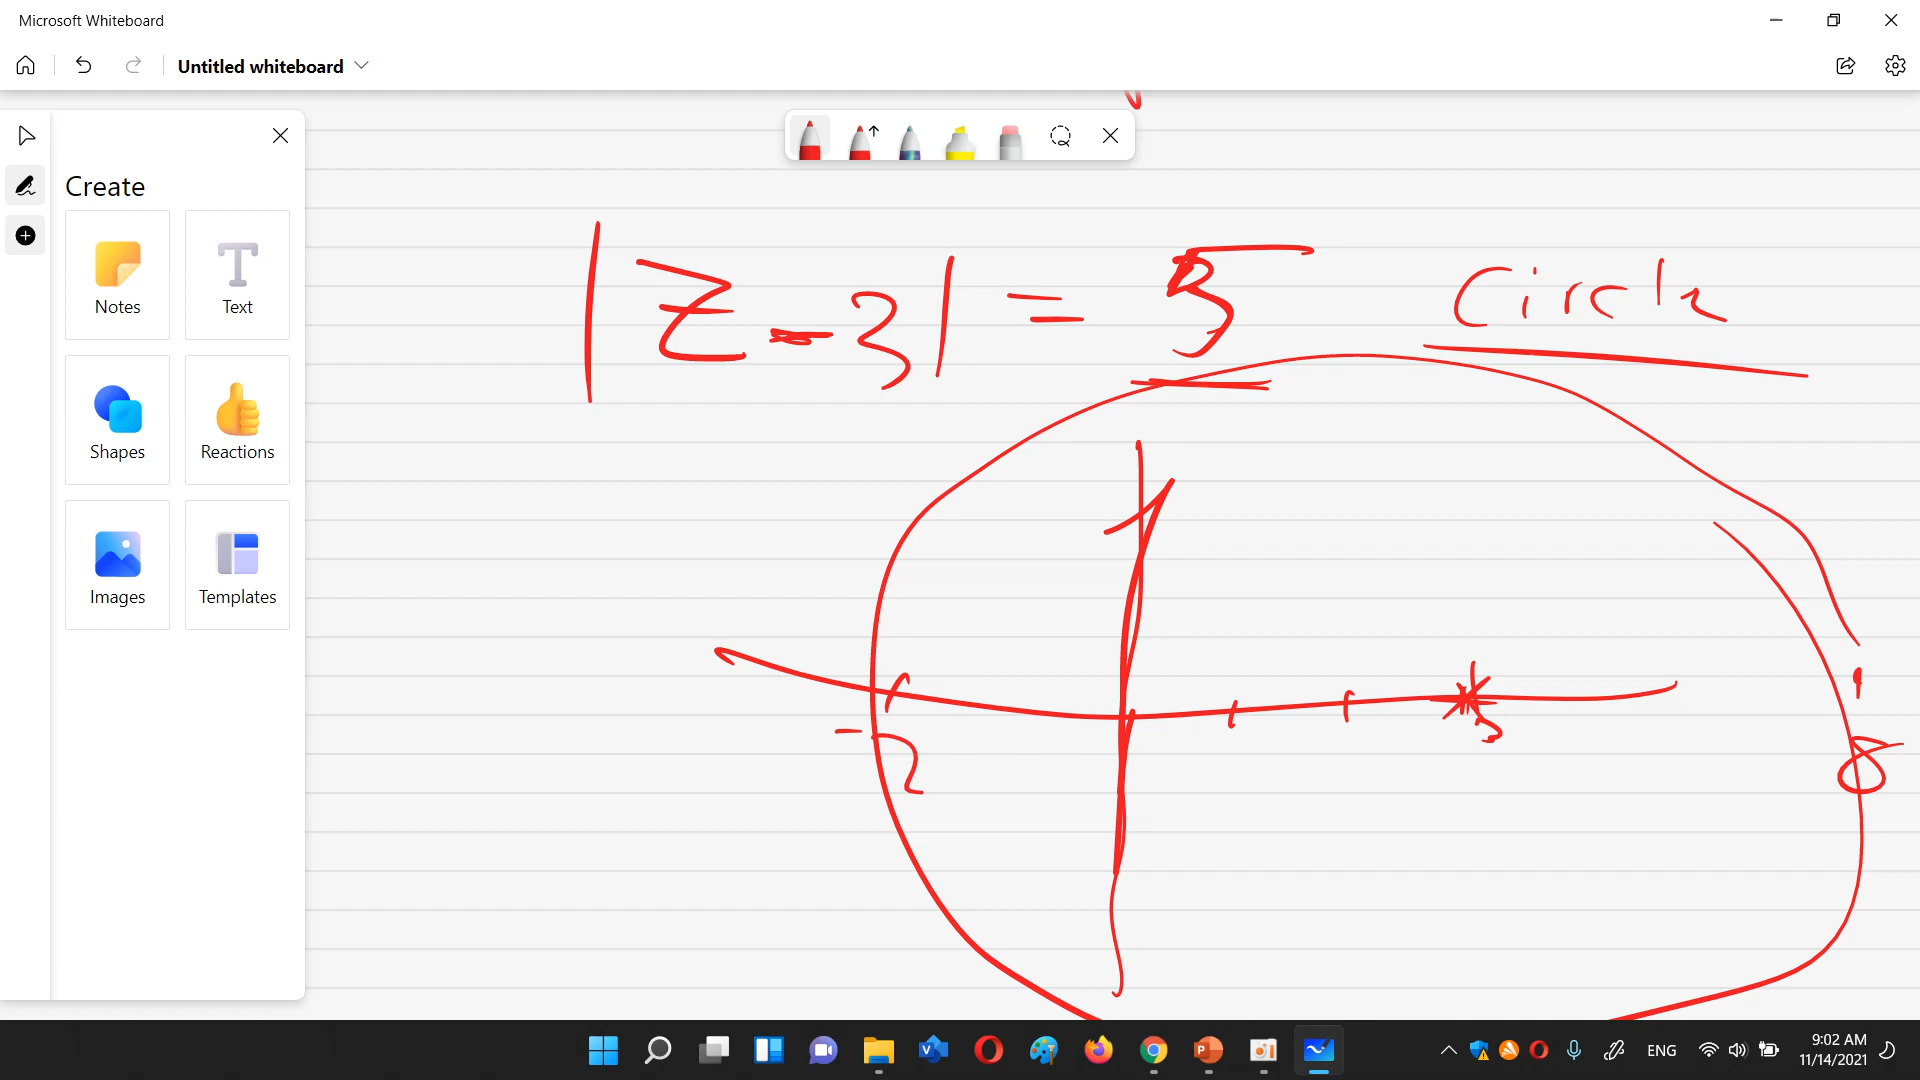 Microsoft Whiteboard
Untitled whiteboard
Create
Notes
Text
Shapes
Reactions
Images
Templates
|z-3| = 5 Circle
-2
3
8
ENG
9:02 AM
11/14/2021